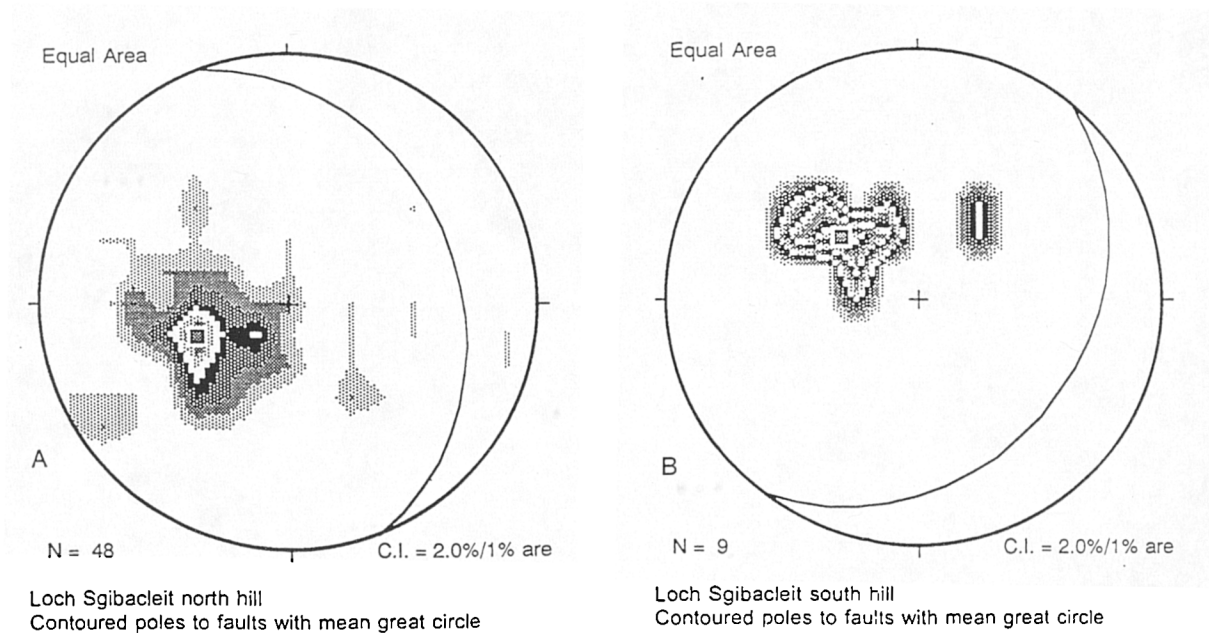 Equal Area
A
N = 48
C.I. = 2.0%/1% are
Loch Sgibacleit north hill
Contoured poles to faults with mean great circle
Equal Area
B
N = 9
C.I. = 2.0%/1% are
Loch Sgibacleit south hill
Contoured poles to faults with mean great circle